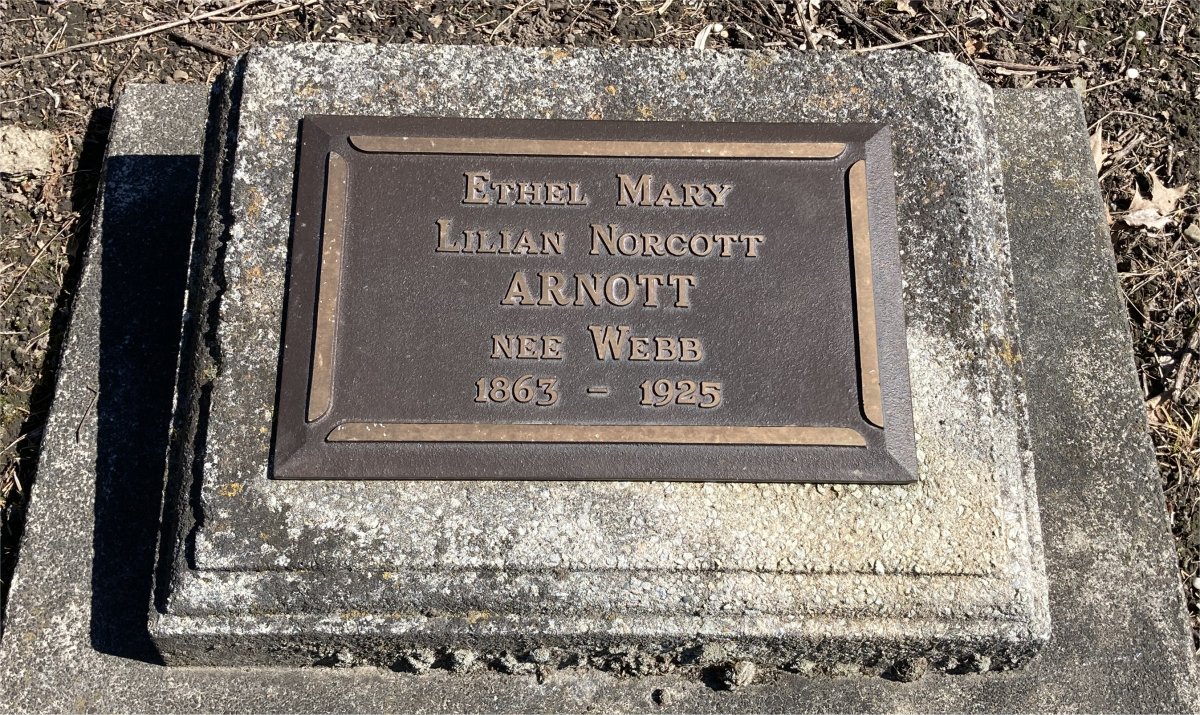 Ethel Mary
Lilian Norcott
ARNOTT
nee Webb
1863 – 1925